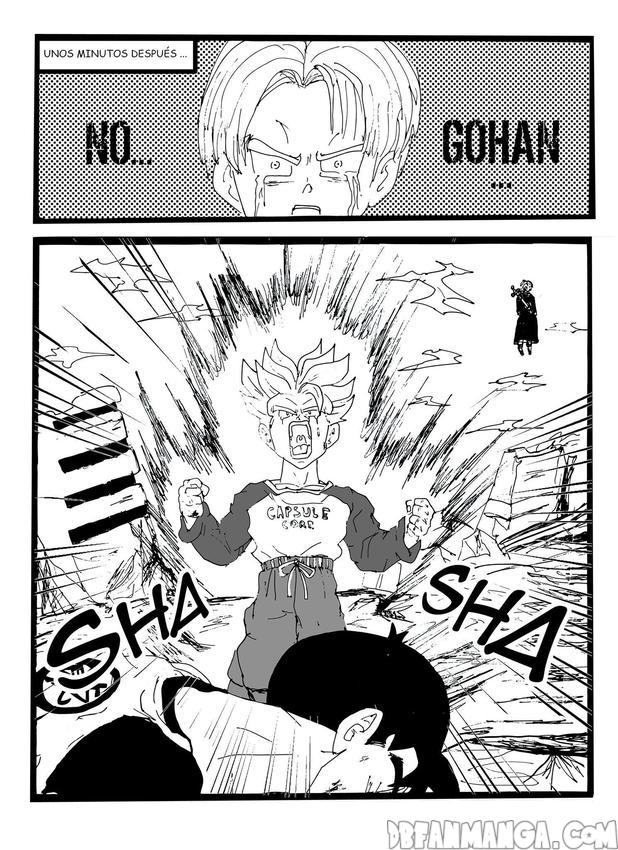 UNOS MINUTOS DESPUÉS ...
NO...
GOHAN
...
CAPSULE
CORP
SHA
SHA
DBFANMANGA.COM